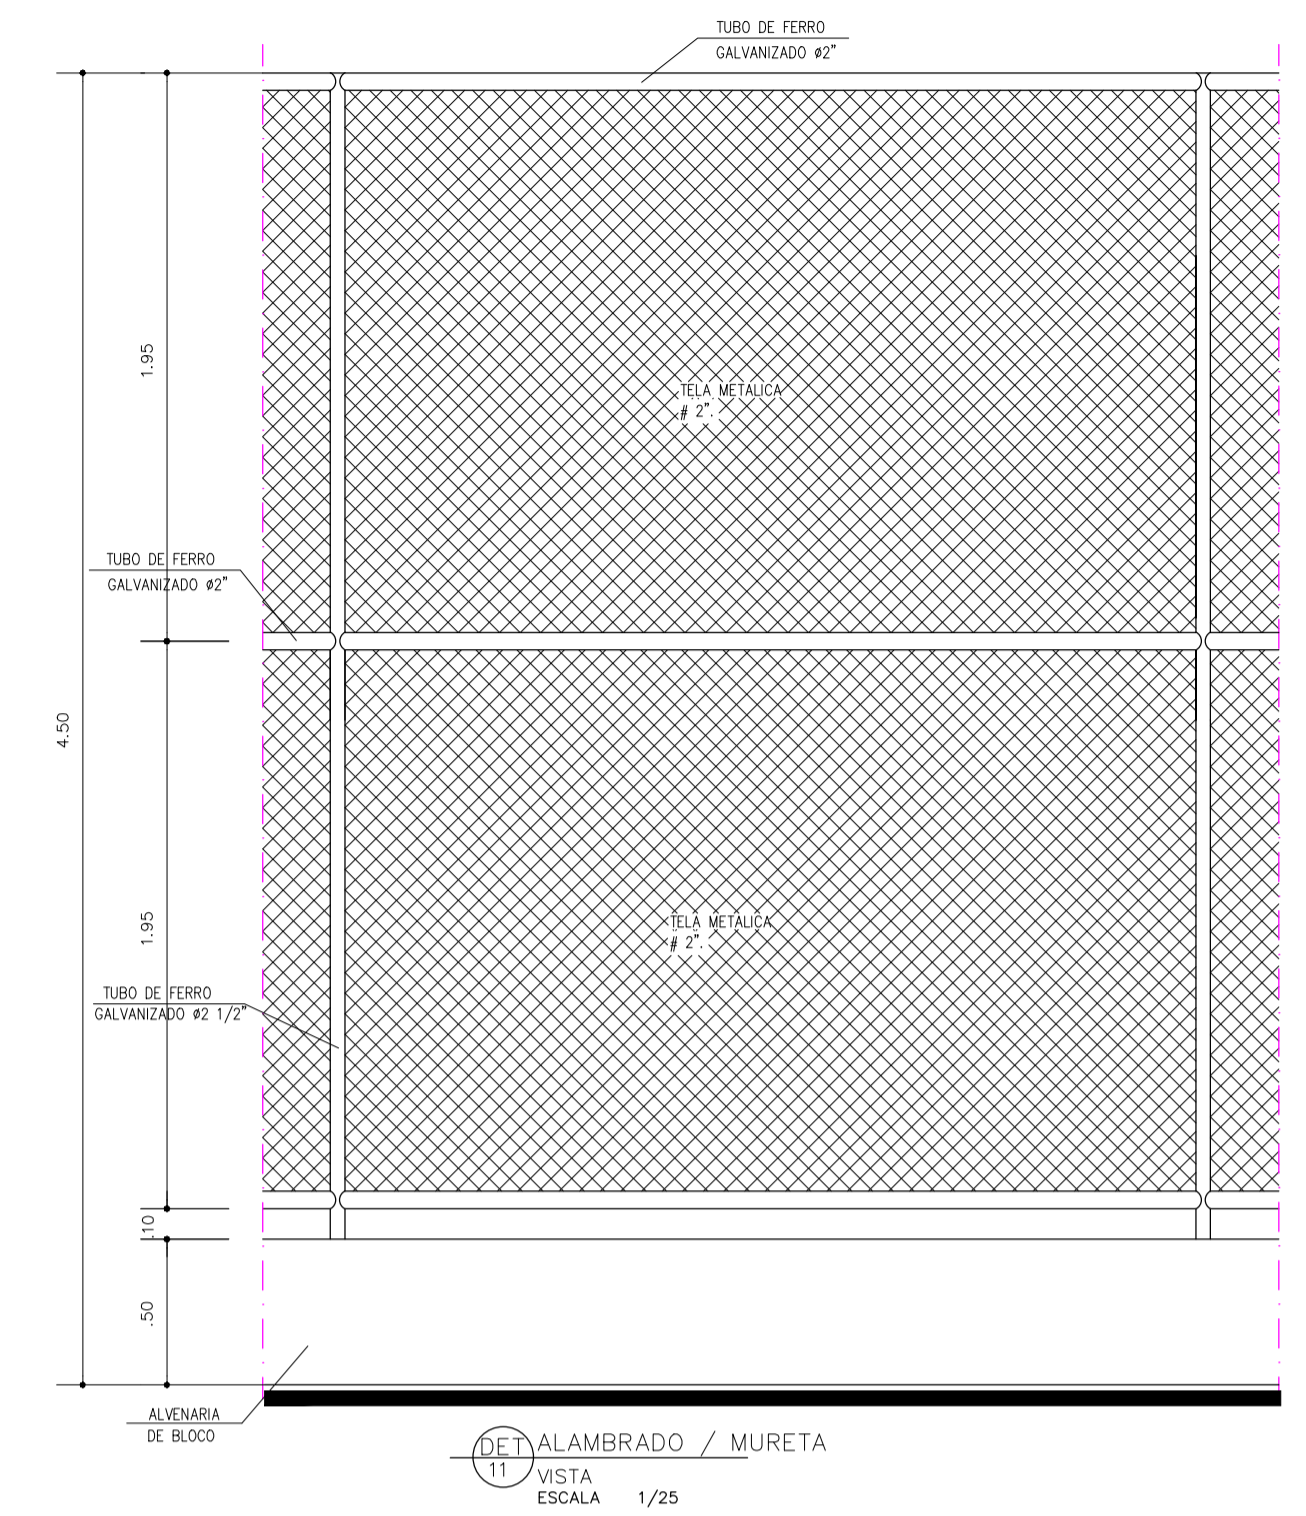 TUBO DE FERRO
GALVANIZADO ø2"
1.95
TELA METALICA
# 2".
TUBO DE FERRO
GALVANIZADO ø2"
4.50
1.95
TELA METALICA
# 2".
TUBO DE FERRO
GALVANIZADO ø2 1/2"
.10
.50
ALVENARIA
DE BLOCO
DET
11
ALAMBRADO / MURETA
VISTA
ESCALA 1/25